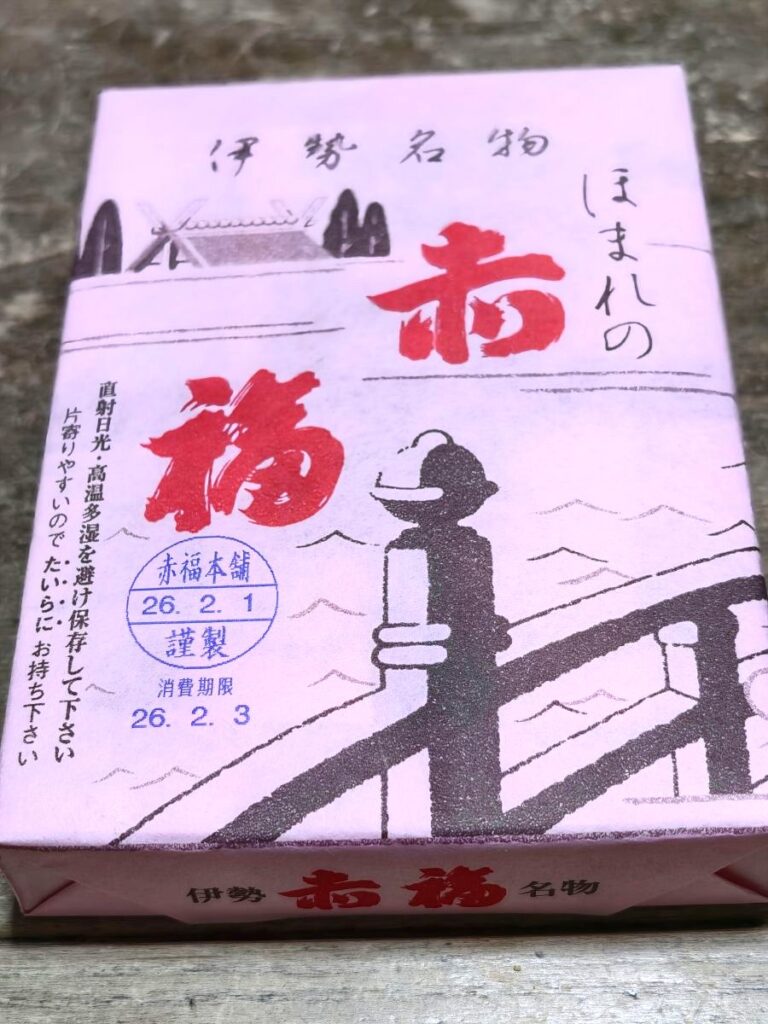 伊勢名物
ほまれの
赤
福
直射日光・高温多湿を避け保存して下さい
片寄りやすいので たいらに お持ち下さい
赤福本舗
26. 2. 1
謹製
消費期限
26. 2. 3
伊勢 赤福 名物